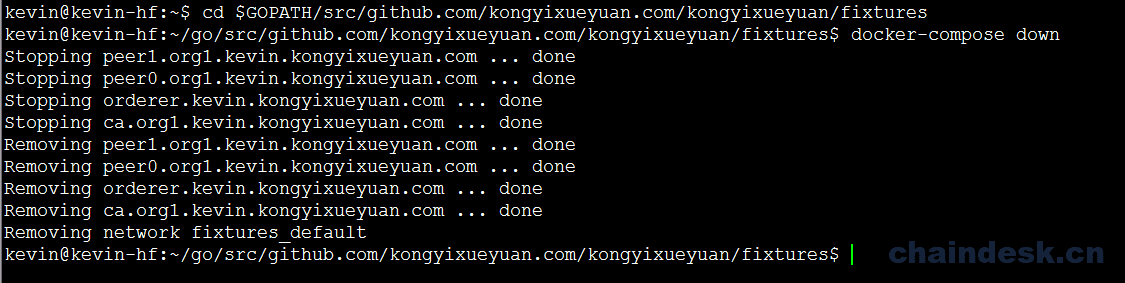 kevin@kevin-hf:~$ cd $GOPATH/src/github.com/kongyixueyuan.com/kongyixueyuan/fixtures
kevin@kevin-hf:~/go/src/github.com/kongyixueyuan.com/kongyixueyuan/fixtures$ docker-compose down
Stopping peer1.org1.kevin.kongyixueyuan.com ... done
Stopping peer0.org1.kevin.kongyixueyuan.com ... done
Stopping orderer.kevin.kongyixueyuan.com ... done
Stopping ca.org1.kevin.kongyixueyuan.com ... done
Removing peer1.org1.kevin.kongyixueyuan.com ... done
Removing peer0.org1.kevin.kongyixueyuan.com ... done
Removing orderer.kevin.kongyixueyuan.com ... done
Removing ca.org1.kevin.kongyixueyuan.com ... done
Removing network fixtures_default
kevin@kevin-hf:~/go/src/github.com/kongyixueyuan.com/kongyixueyuan/fixtures$
chaindesk.cn